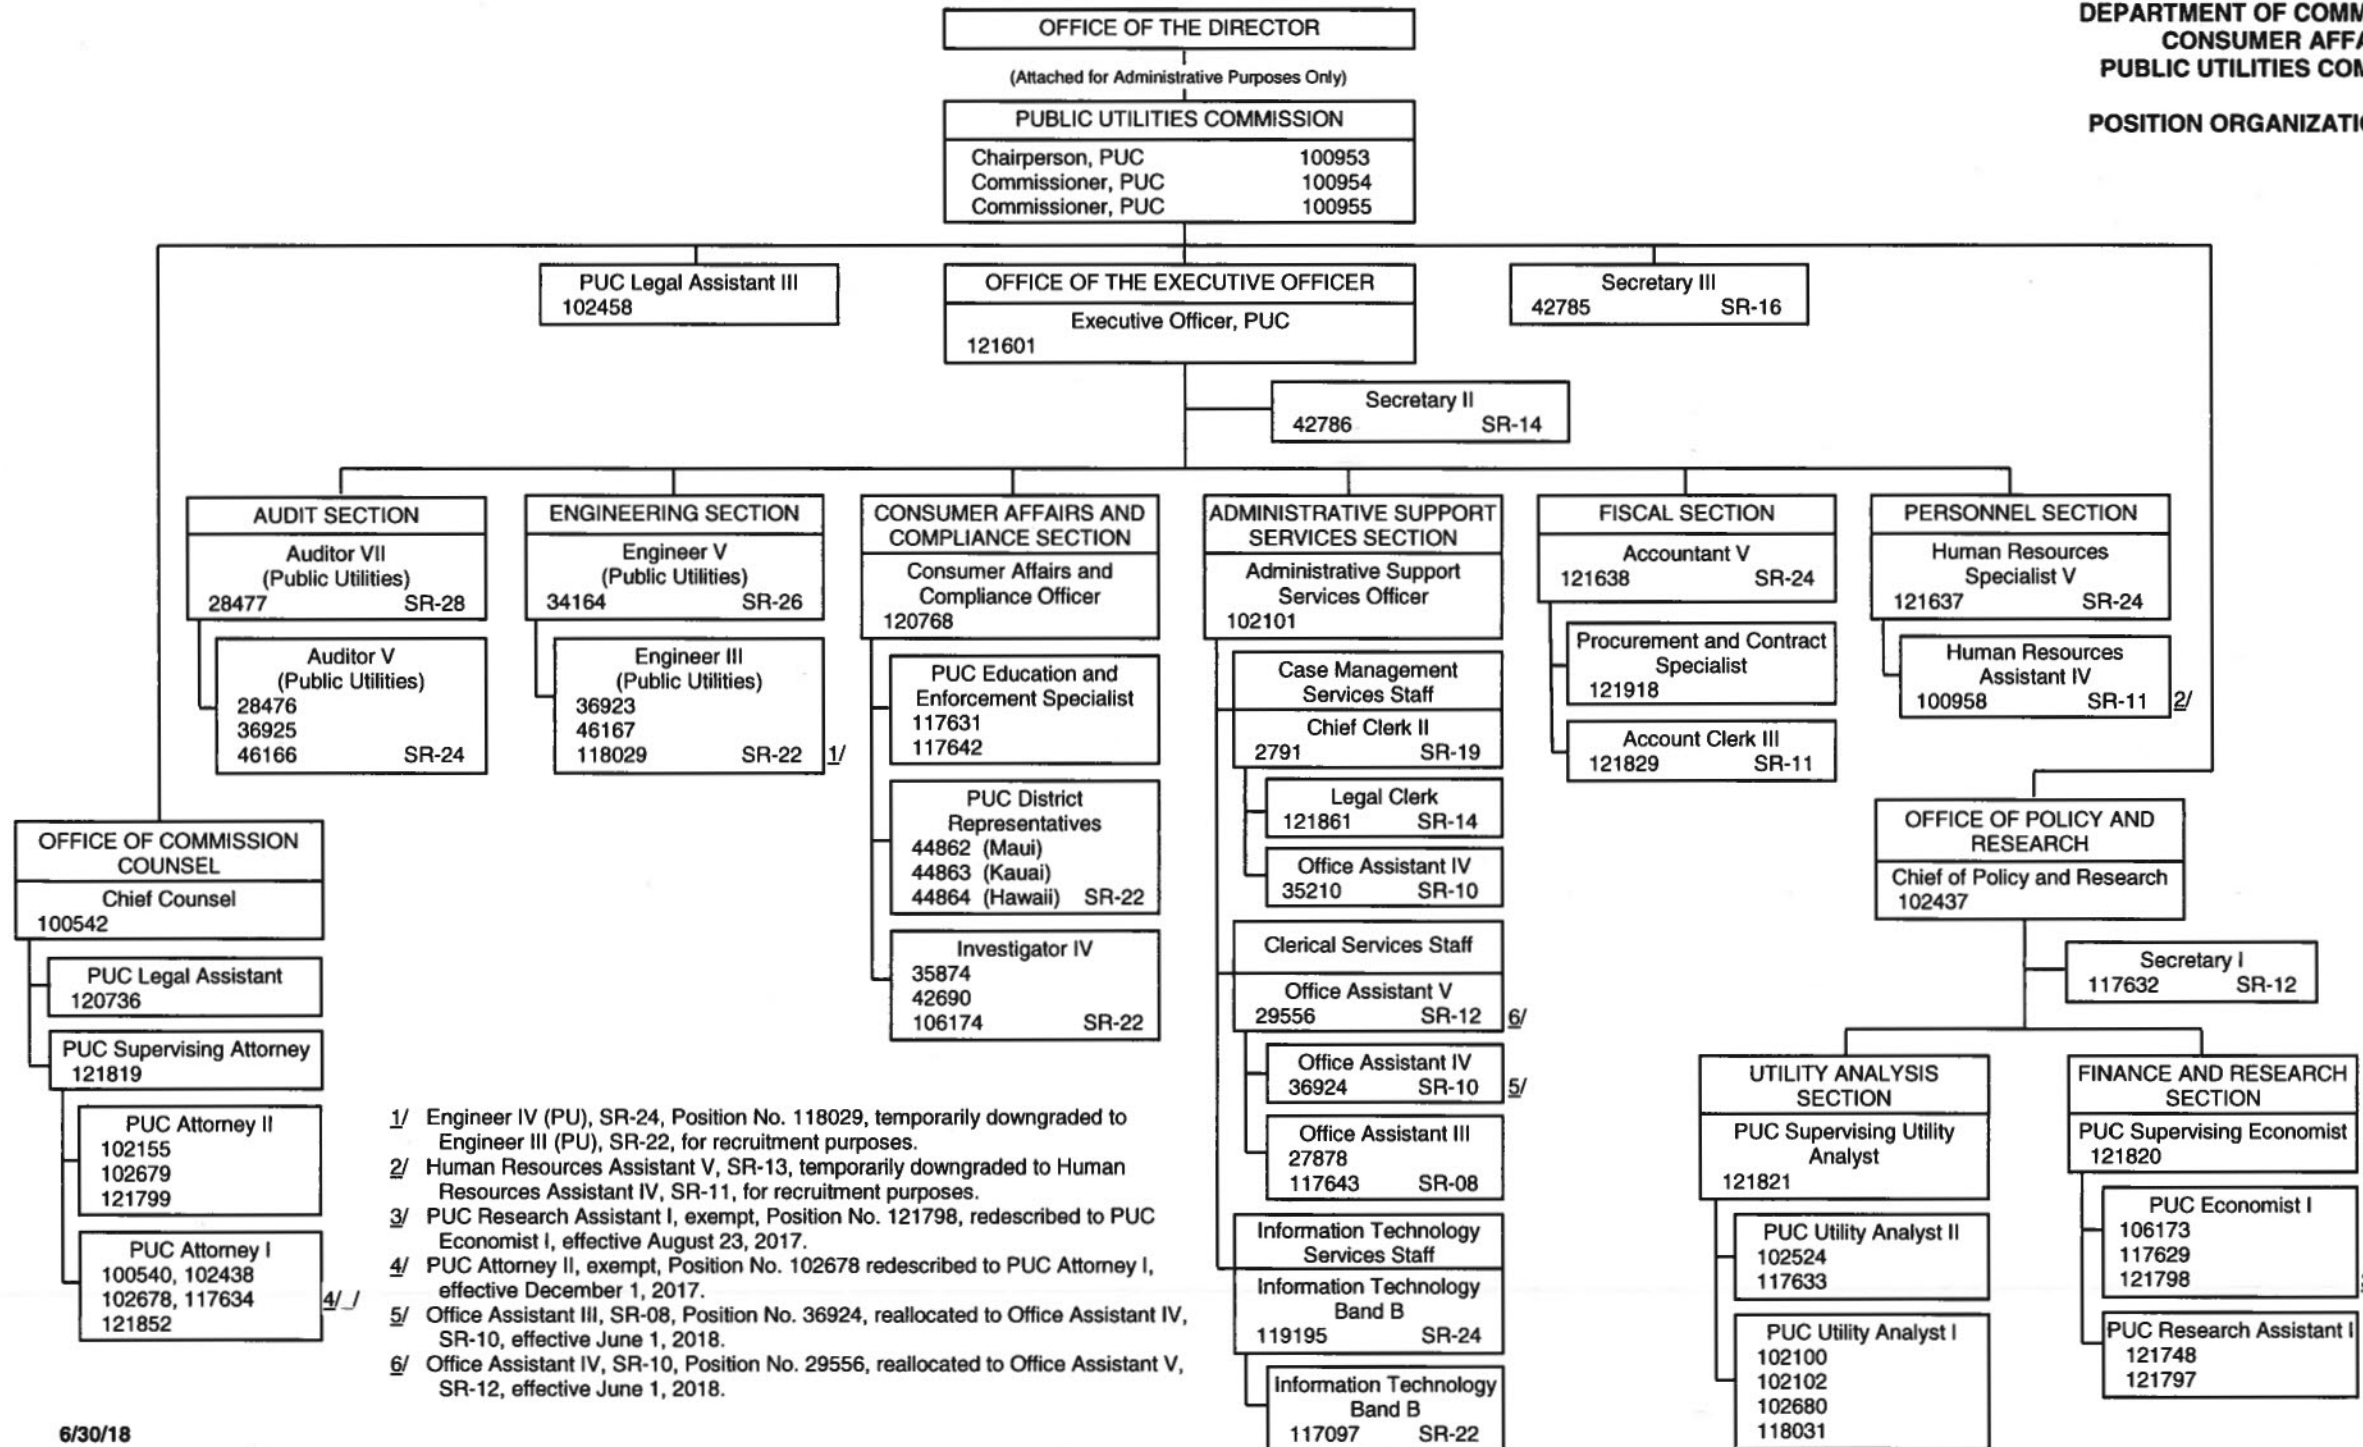 DEPARTMENT OF COMM
CONSUMER AFFA
PUBLIC UTILITIES COM
POSITION ORGANIZATI
OFFICE OF THE DIRECTOR
(Attached for Administrative Purposes Only)
PUBLIC UTILITIES COMMISSION
Chairperson, PUC 100953
Commissioner, PUC 100954
Commissioner, PUC 100955
PUC Legal Assistant III
102458
OFFICE OF THE EXECUTIVE OFFICER
Executive Officer, PUC
121601
Secretary III
42785 SR-16
Secretary II
42786 SR-14
AUDIT SECTION
Auditor VII
(Public Utilities)
28477 SR-28
Auditor V
(Public Utilities)
28476
36925
46166 SR-24
ENGINEERING SECTION
Engineer V
(Public Utilities)
34164 SR-26
Engineer III
(Public Utilities)
36923
46167
118029 SR-22 1/
CONSUMER AFFAIRS AND
COMPLIANCE SECTION
Consumer Affairs and
Compliance Officer
120768
PUC Education and
Enforcement Specialist
117631
117642
PUC District
Representatives
44862 (Maui)
44863 (Kauai)
44864 (Hawaii) SR-22
Investigator IV
35874
42690
106174 SR-22
ADMINISTRATIVE SUPPORT
SERVICES SECTION
Administrative Support
Services Officer
102101
Case Management
Services Staff
Chief Clerk II
2791 SR-19
Legal Clerk
121861 SR-14
Office Assistant IV
35210 SR-10
Clerical Services Staff
Office Assistant V
29556 SR-12 6/
Office Assistant IV
36924 SR-10 5/
Office Assistant III
27878
117643 SR-08
Information Technology
Services Staff
Information Technology
Band B
119195 SR-24
Information Technology
Band B
117097 SR-22
FISCAL SECTION
Accountant V
121638 SR-24
Procurement and Contract
Specialist
121918
Account Clerk III
121829 SR-11
PERSONNEL SECTION
Human Resources
Specialist V
121637 SR-24
Human Resources
Assistant IV
100958 SR-11 2/
OFFICE OF COMMISSION
COUNSEL
Chief Counsel
100542
PUC Legal Assistant
120736
PUC Supervising Attorney
121819
PUC Attorney II
102155
102679
121799
PUC Attorney I
100540, 102438
102678, 117634 4/_/
121852
OFFICE OF POLICY AND
RESEARCH
Chief of Policy and Research
102437
Secretary I
117632 SR-12
UTILITY ANALYSIS
SECTION
PUC Supervising Utility
Analyst
121821
PUC Utility Analyst II
102524
117633
PUC Utility Analyst I
102100
102102
102680
118031
FINANCE AND RESEARCH
SECTION
PUC Supervising Economist
121820
PUC Economist I
106173
117629
121798
PUC Research Assistant I
121748
121797
1/ Engineer IV (PU), SR-24, Position No. 118029, temporarily downgraded to
Engineer III (PU), SR-22, for recruitment purposes.
2/ Human Resources Assistant V, SR-13, temporarily downgraded to Human
Resources Assistant IV, SR-11, for recruitment purposes.
3/ PUC Research Assistant I, exempt, Position No. 121798, redescribed to PUC
Economist I, effective August 23, 2017.
4/ PUC Attorney II, exempt, Position No. 102678 redescribed to PUC Attorney I,
effective December 1, 2017.
5/ Office Assistant III, SR-08, Position No. 36924, reallocated to Office Assistant IV,
SR-10, effective June 1, 2018.
6/ Office Assistant IV, SR-10, Position No. 29556, reallocated to Office Assistant V,
SR-12, effective June 1, 2018.
6/30/18